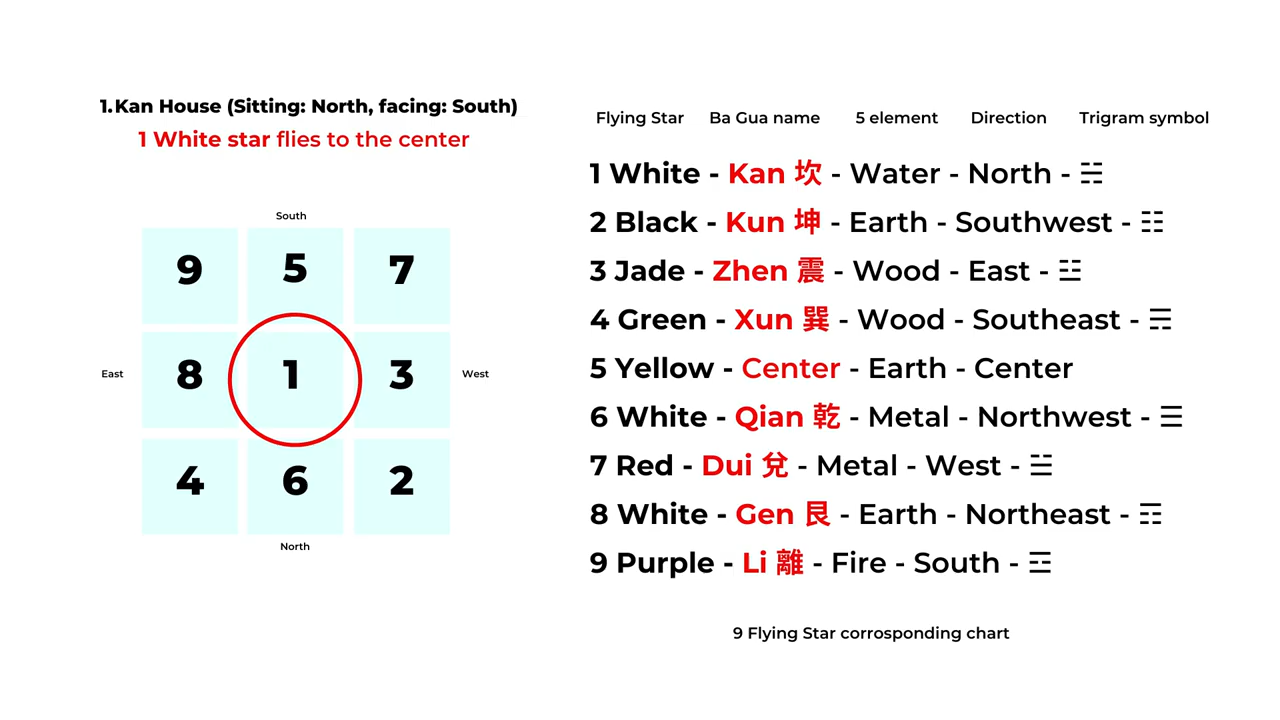 1.Kan House (Sitting: North, facing: South)
1 White star flies to the center
South
9 5 7
East 8 1 3 West
4 6 2
North
Flying Star Ba Gua name 5 element Direction Trigram symbol
1 White - Kan 坎 - Water - North - ☵
2 Black - Kun 坤 - Earth - Southwest - ☷
3 Jade - Zhen 震 - Wood - East - ☳
4 Green - Xun 巽 - Wood - Southeast - ☴
5 Yellow - Center - Earth - Center
6 White - Qian 乾 - Metal - Northwest - ☰
7 Red - Dui 兌 - Metal - West - ☱
8 White - Gen 艮 - Earth - Northeast - ☶
9 Purple - Li 離 - Fire - South - ☲
9 Flying Star corrosponding chart